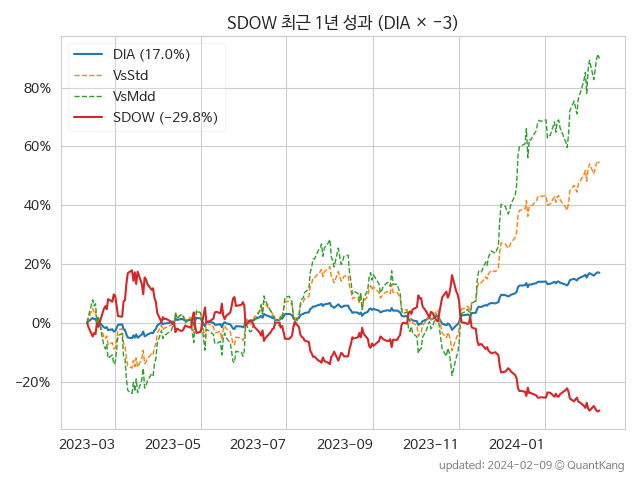 SDOW 최근 1년 성과 (DIA × −3)
DIA (17.0%)
VsStd
VsMdd
SDOW (−29.8%)
80%
60%
40%
20%
0%
−20%
2023-03
2023-05
2023-07
2023-09
2023-11
2024-01
updated: 2024-02-09 © QuantKang